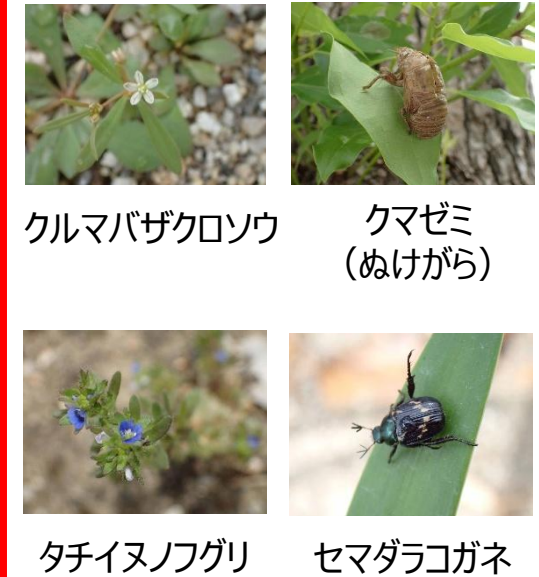 クルマバザクロソウ
クマゼミ
（ぬけがら）
タチイヌノフグリ
セマダラコガネ